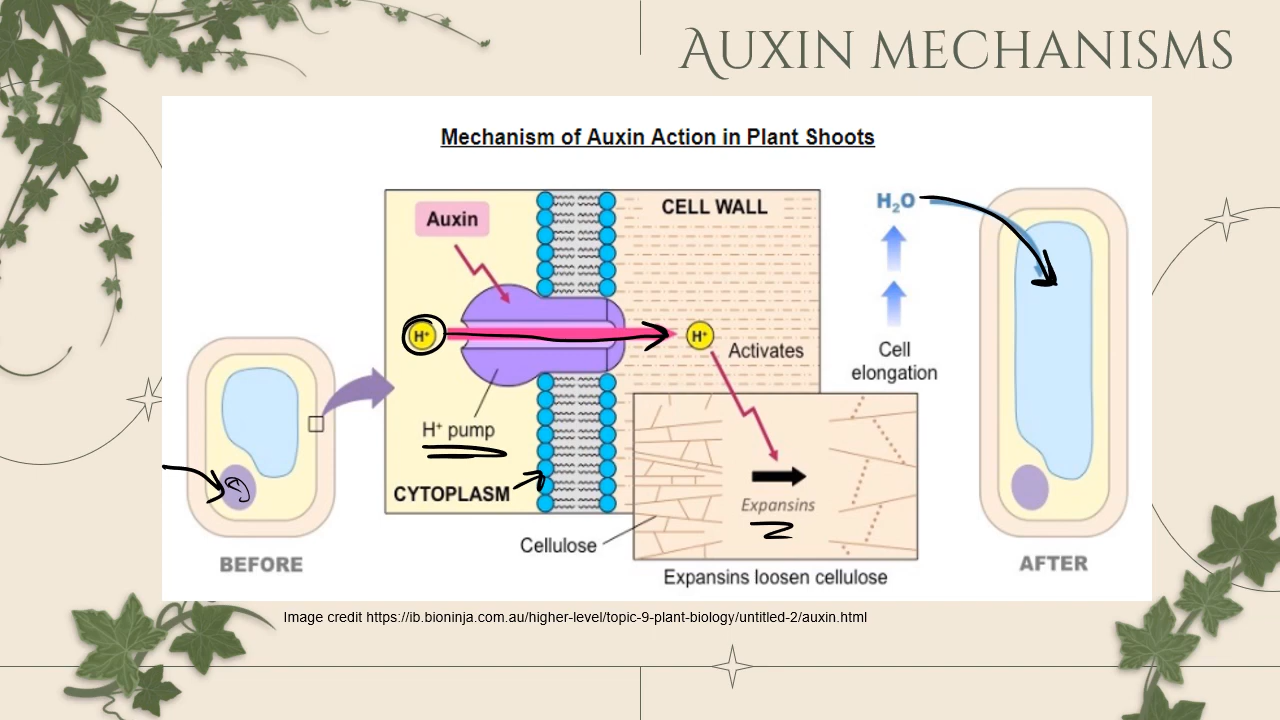 AUXIN MECHANISMS
Mechanism of Auxin Action in Plant Shoots
Auxin
CELL WALL
H₂O
H⁺
H⁺
Activates
Cell
elongation
H⁺ pump
CYTOPLASM
Expansins
Cellulose
BEFORE
AFTER
Expansins loosen cellulose
Image credit https://ib.bioninja.com.au/higher-level/topic-9-plant-biology/untitled-2/auxin.html